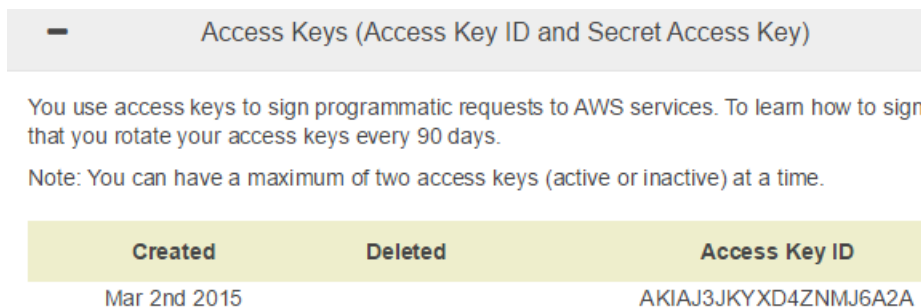 Access Keys (Access Key ID and Secret Access Key)
You use access keys to sign programmatic requests to AWS services. To learn how to sign
that you rotate your access keys every 90 days.
Note: You can have a maximum of two access keys (active or inactive) at a time.
Created Deleted Access Key ID
Mar 2nd 2015 AKIAJ3JKYXD4ZNMJ6A2A